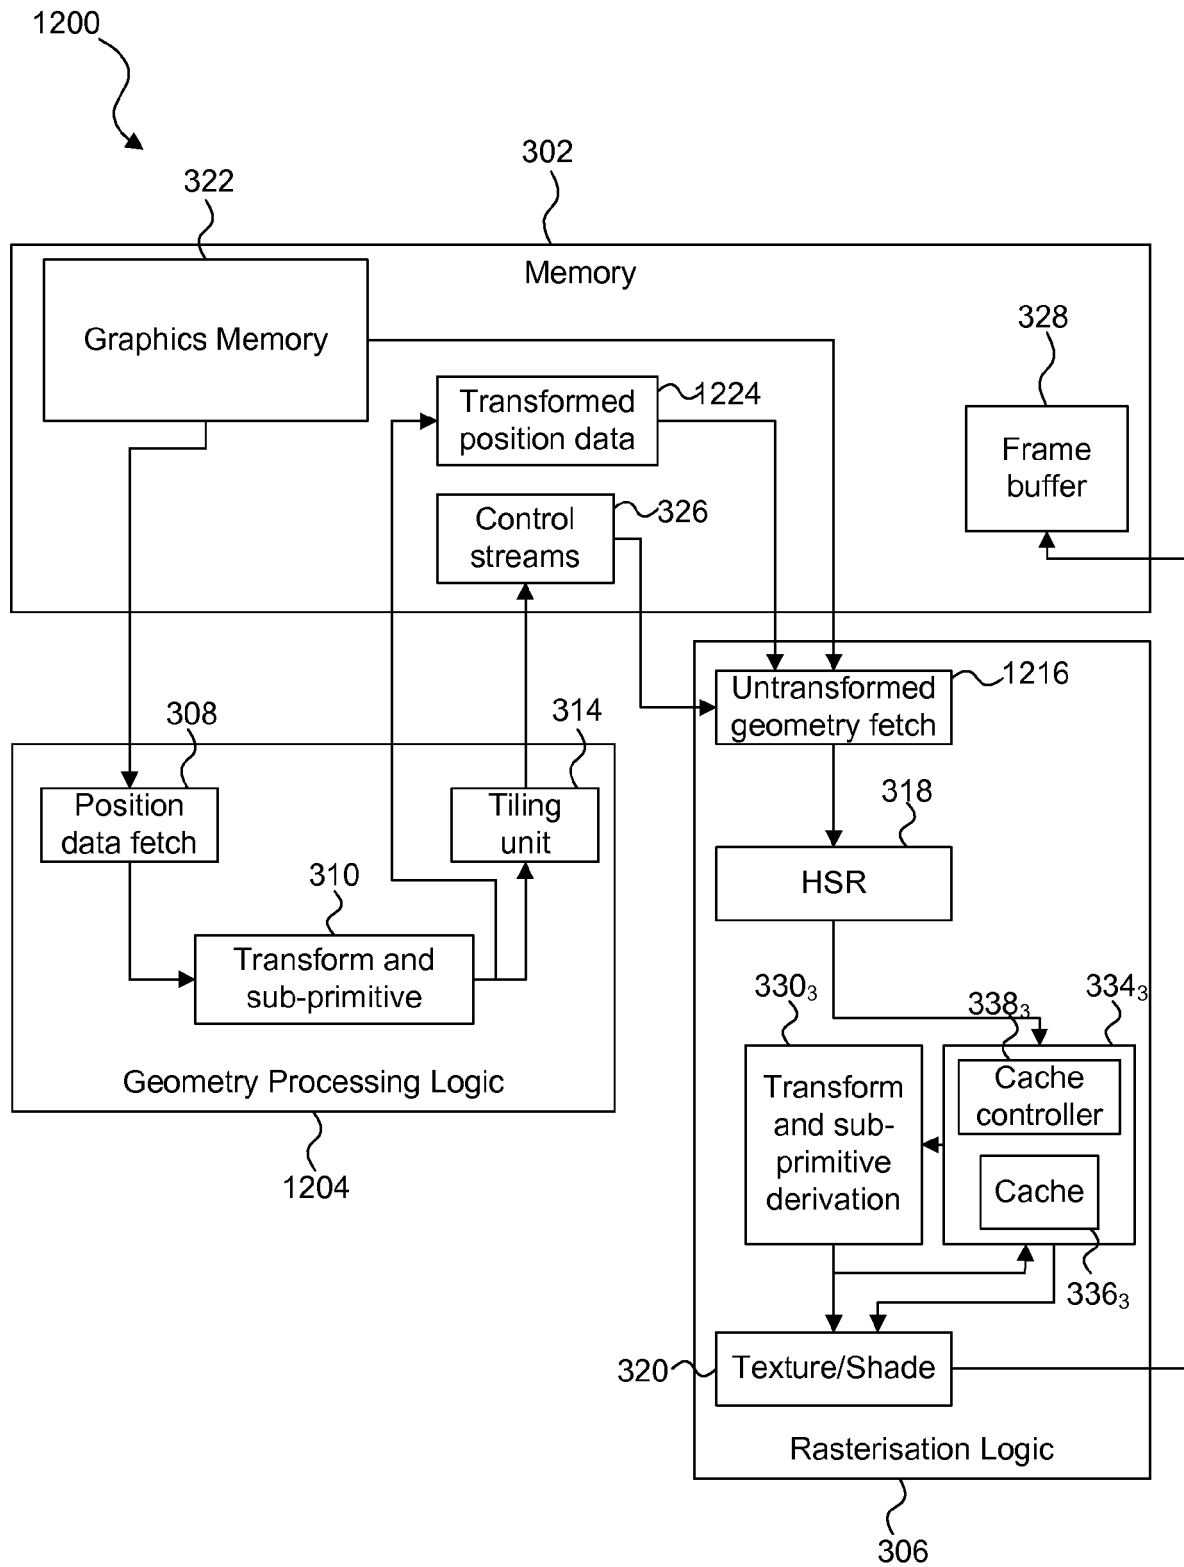 1200
302
322
Memory
328
Graphics Memory
1224
Transformed
position data
Frame
buffer
326
Control
streams
1216
Untransformed
geometry fetch
308
314
Position
data fetch
Tiling
unit
318
HSR
310
Transform and
sub-primitive
330₃
338₃
334₃
Cache
controller
Transform
and sub-
primitive
derivation
Geometry Processing Logic
1204
Cache
336₃
320
Texture/Shade
Rasterisation Logic
306